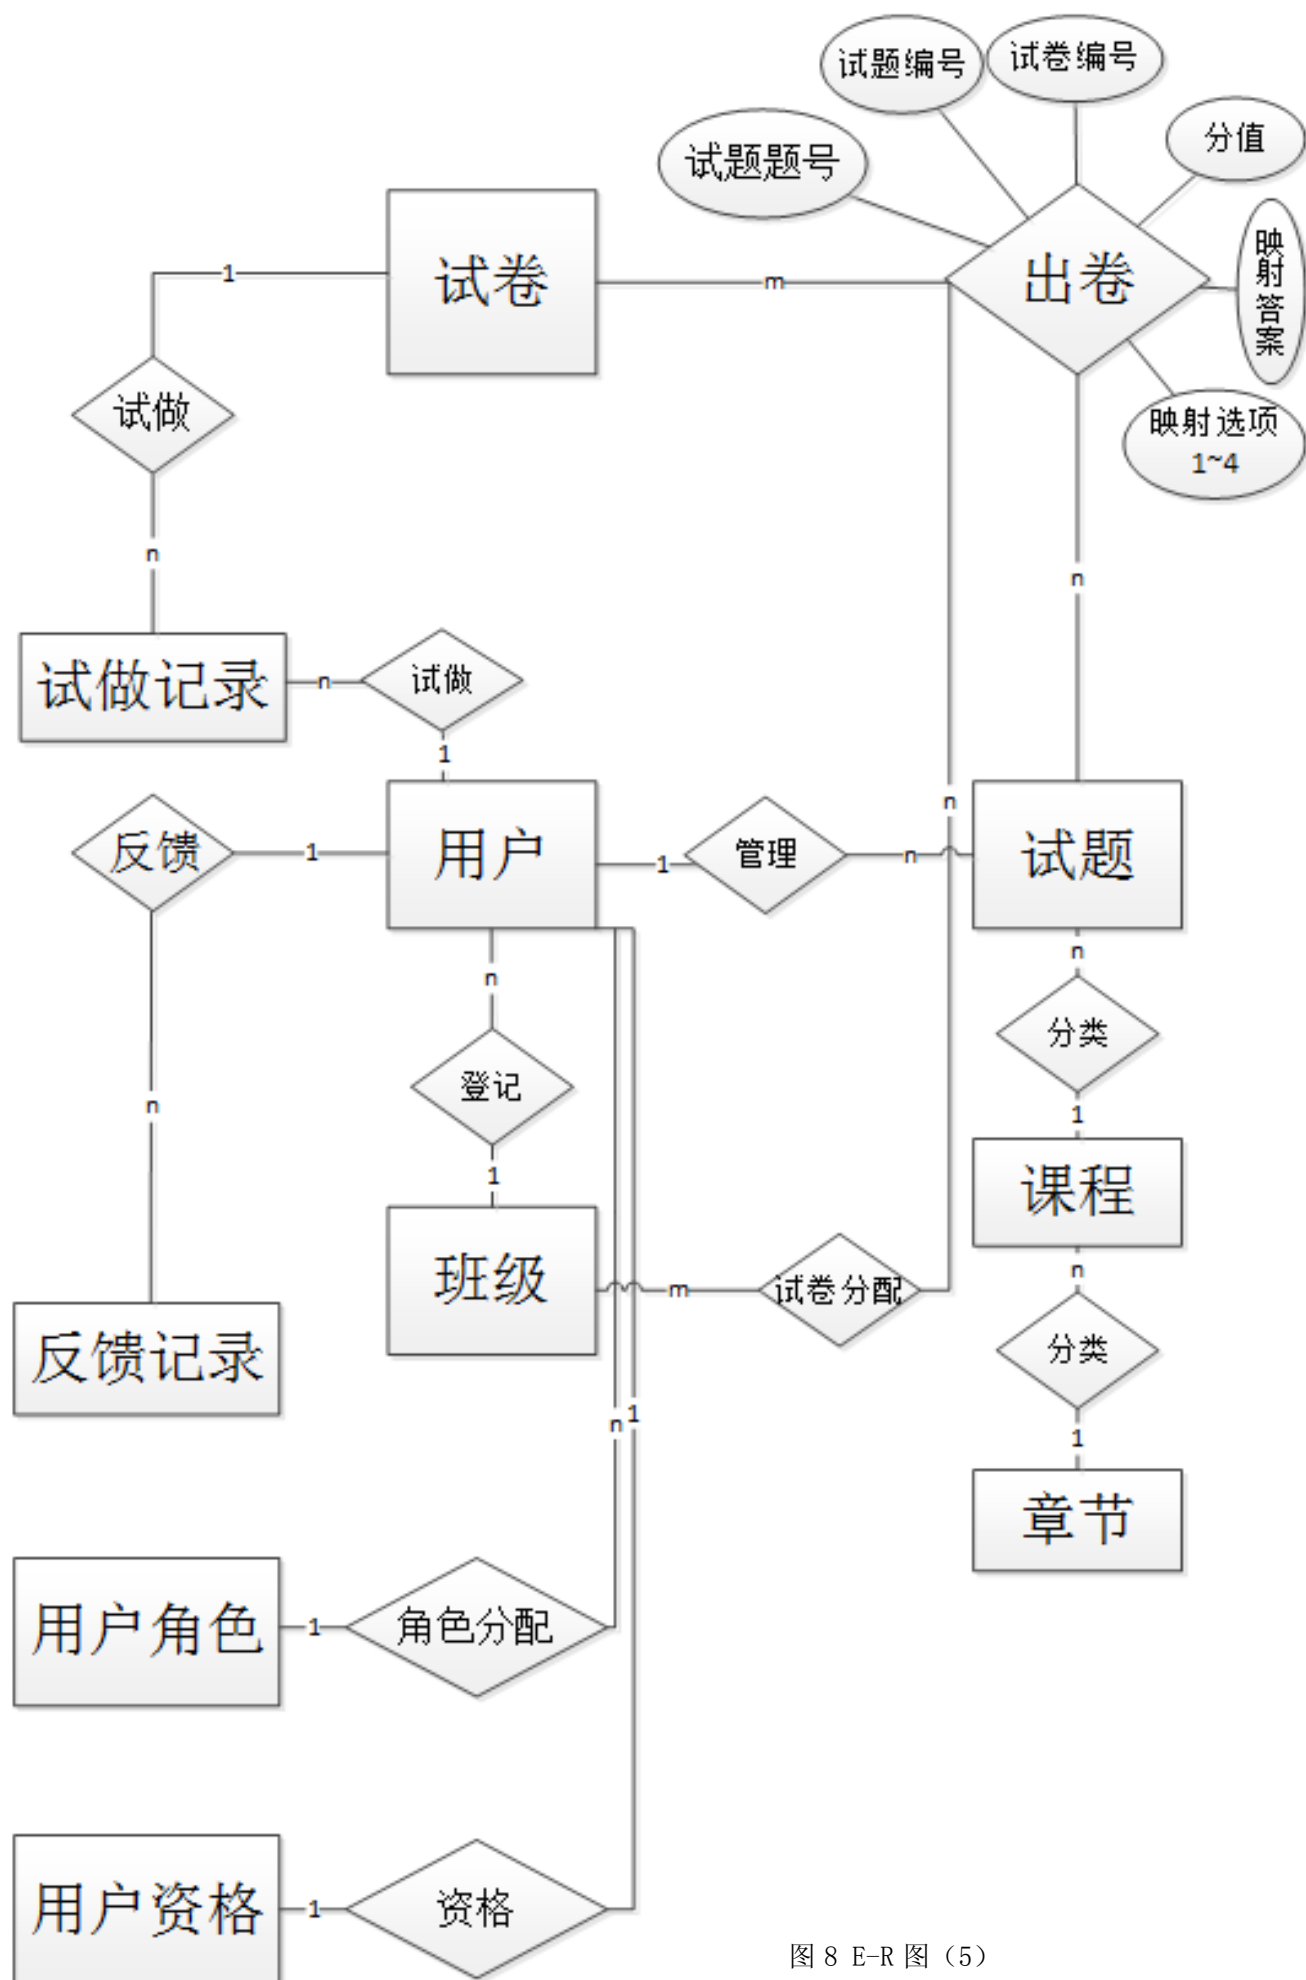 试题编号
试卷编号
分值
试题题号
映射答案
试卷
1
m
出卷
试做
映射选项
1~4
n
n
试做记录
n
试做
1
n
反馈
1
用户
1
管理
n
试题
n
n
分类
登记
n
1
1
课程
班级
m
试卷分配
n
分类
反馈记录
n
1
1
章节
用户角色
1
角色分配
用户资格
1
资格
图 8 E-R 图（5）